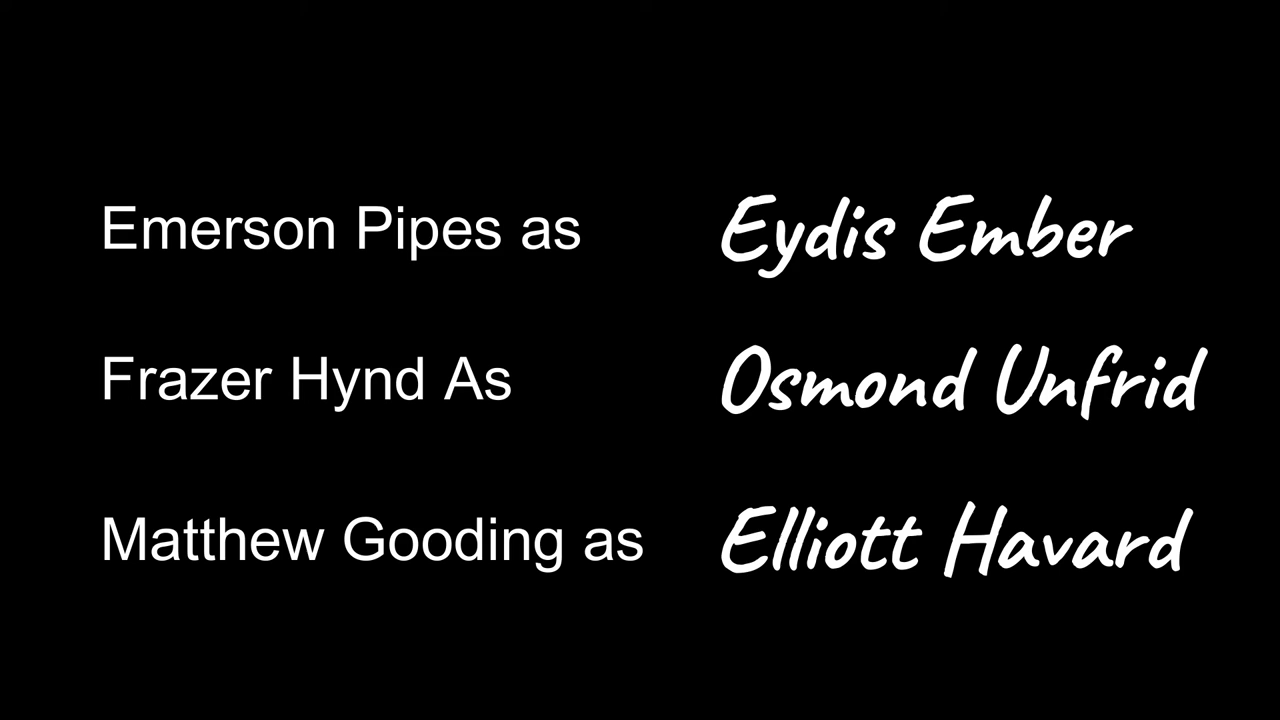 Emerson Pipes as Eydis Ember
Frazer Hynd As Osmond Unfrid
Matthew Gooding as Elliott Havard